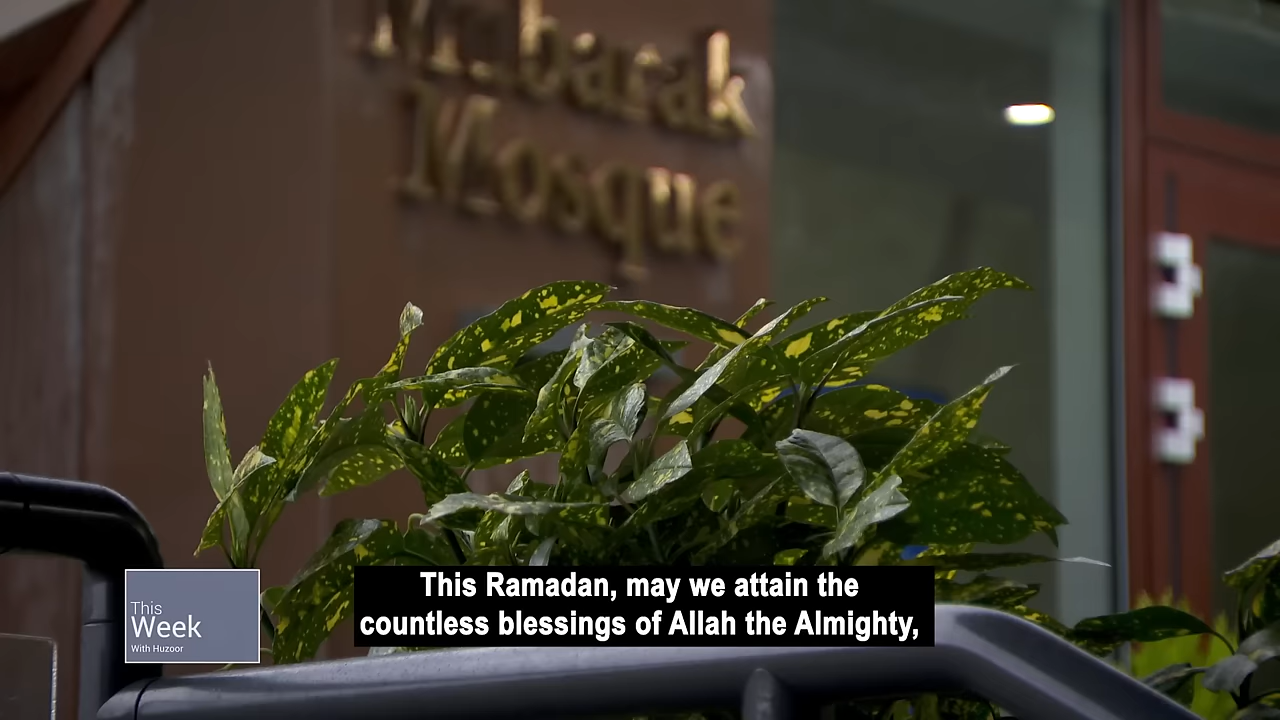 Mubarak
Mosque
This Ramadan, may we attain the
countless blessings of Allah the Almighty,
This
Week
With Huzoor